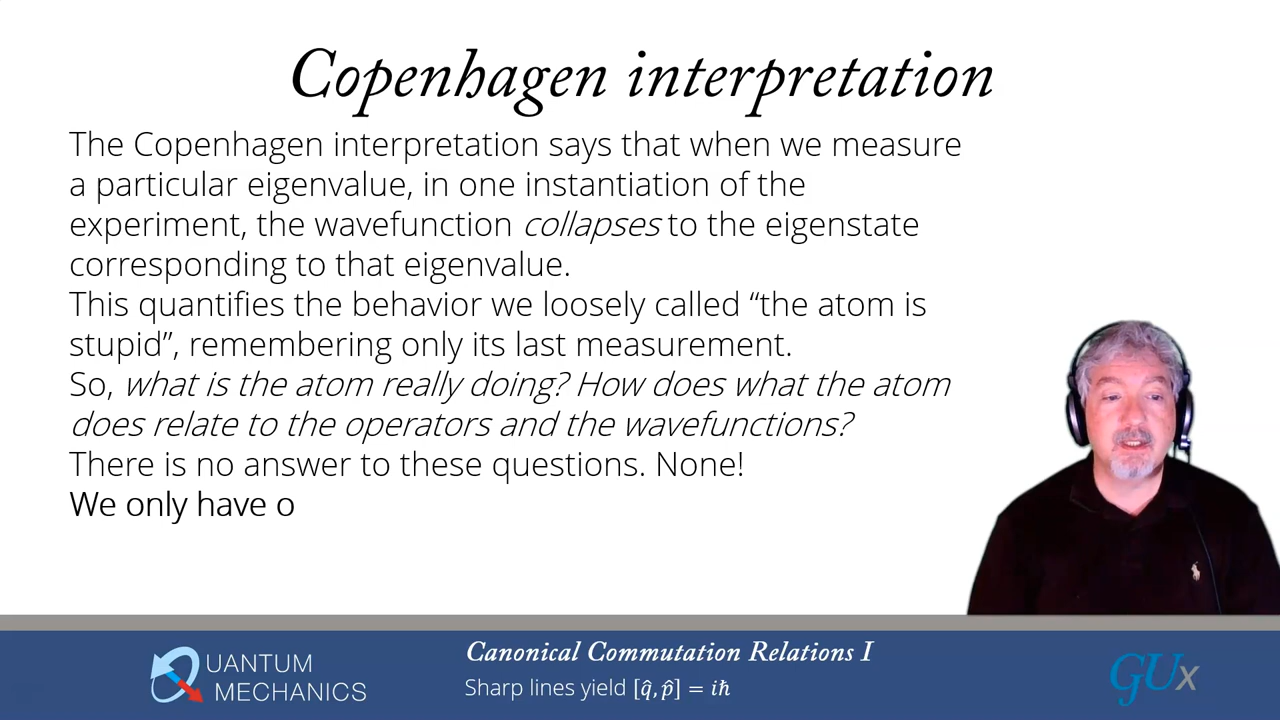 Copenhagen interpretation
The Copenhagen interpretation says that when we measure
a particular eigenvalue, in one instantiation of the
experiment, the wavefunction collapses to the eigenstate
corresponding to that eigenvalue.
This quantifies the behavior we loosely called “the atom is
stupid”, remembering only its last measurement.
So, what is the atom really doing? How does what the atom
does relate to the operators and the wavefunctions?
There is no answer to these questions. None!
We only have o
QUANTUM
MECHANICS
Canonical Commutation Relations I
Sharp lines yield [q̂, p̂] = iħ
GUx